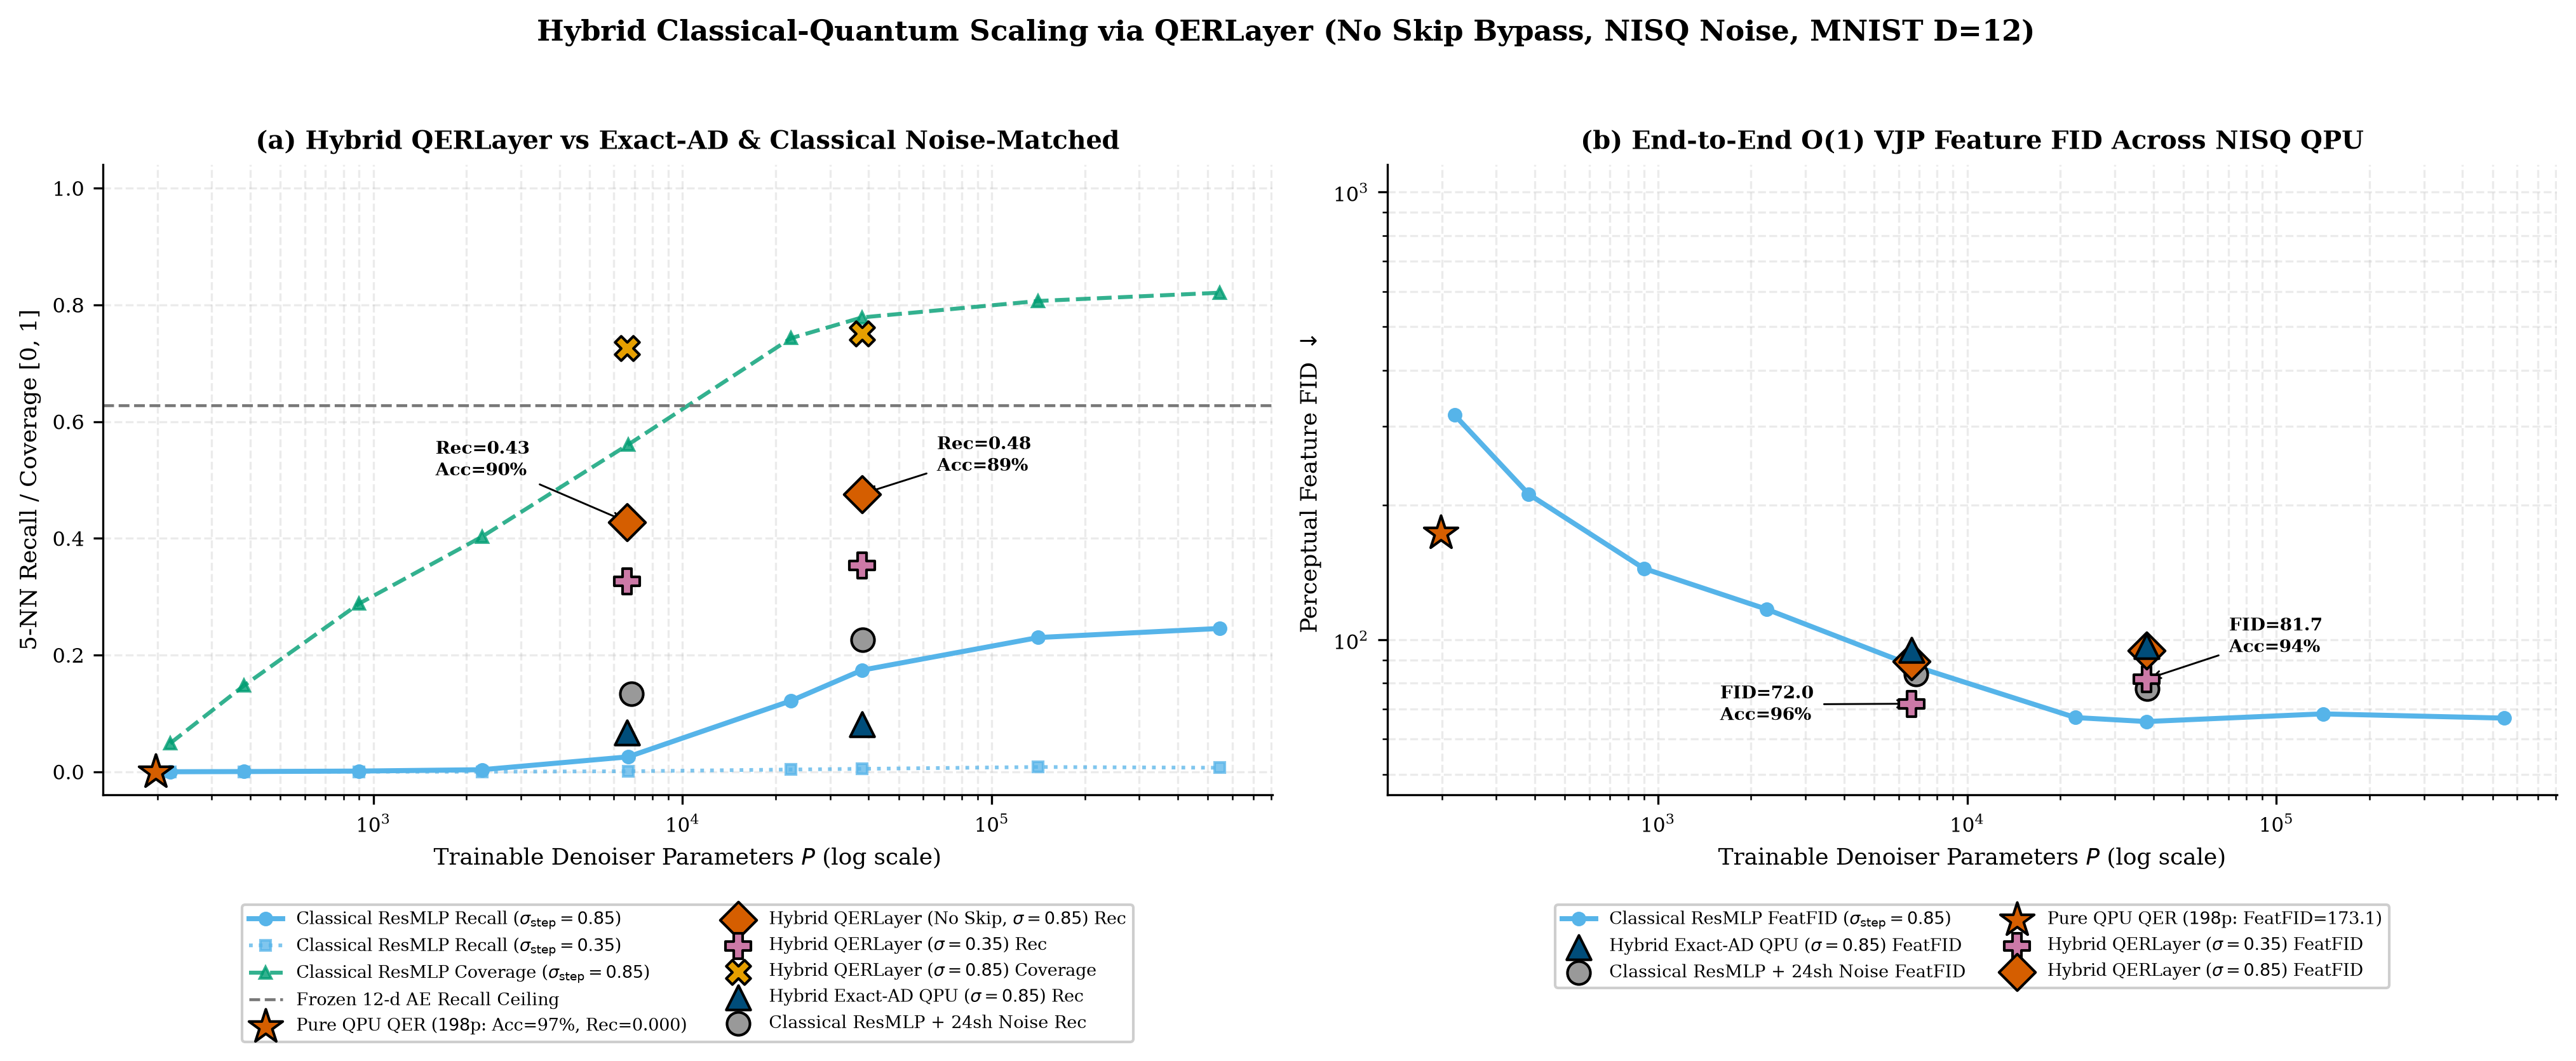 Hybrid Classical-Quantum Scaling via QERLayer (No Skip Bypass, NISQ Noise, MNIST D=12)
(a) Hybrid QERLayer vs Exact-AD & Classical Noise-Matched
5-NN Recall / Coverage [0, 1]
1.0
0.8
0.6
0.4
0.2
0.0
Rec=0.43
Acc=90%
Rec=0.48
Acc=89%
10³
10⁴
10⁵
Trainable Denoiser Parameters P (log scale)
Classical ResMLP Recall (σ_step = 0.85)
Classical ResMLP Recall (σ_step = 0.35)
Classical ResMLP Coverage (σ_step = 0.85)
Frozen 12-d AE Recall Ceiling
Pure QPU QER (198p: Acc=97%, Rec=0.000)
Hybrid QERLayer (No Skip, σ = 0.85) Rec
Hybrid QERLayer (σ = 0.35) Rec
Hybrid QERLayer (σ = 0.85) Coverage
Hybrid Exact-AD QPU (σ = 0.85) Rec
Classical ResMLP + 24sh Noise Rec
(b) End-to-End O(1) VJP Feature FID Across NISQ QPU
Perceptual Feature FID ↓
10³
10²
FID=72.0
Acc=96%
FID=81.7
Acc=94%
10³
10⁴
10⁵
Trainable Denoiser Parameters P (log scale)
Classical ResMLP FeatFID (σ_step = 0.85)
Hybrid Exact-AD QPU (σ = 0.85) FeatFID
Classical ResMLP + 24sh Noise FeatFID
Pure QPU QER (198p: FeatFID=173.1)
Hybrid QERLayer (σ = 0.35) FeatFID
Hybrid QERLayer (σ = 0.85) FeatFID